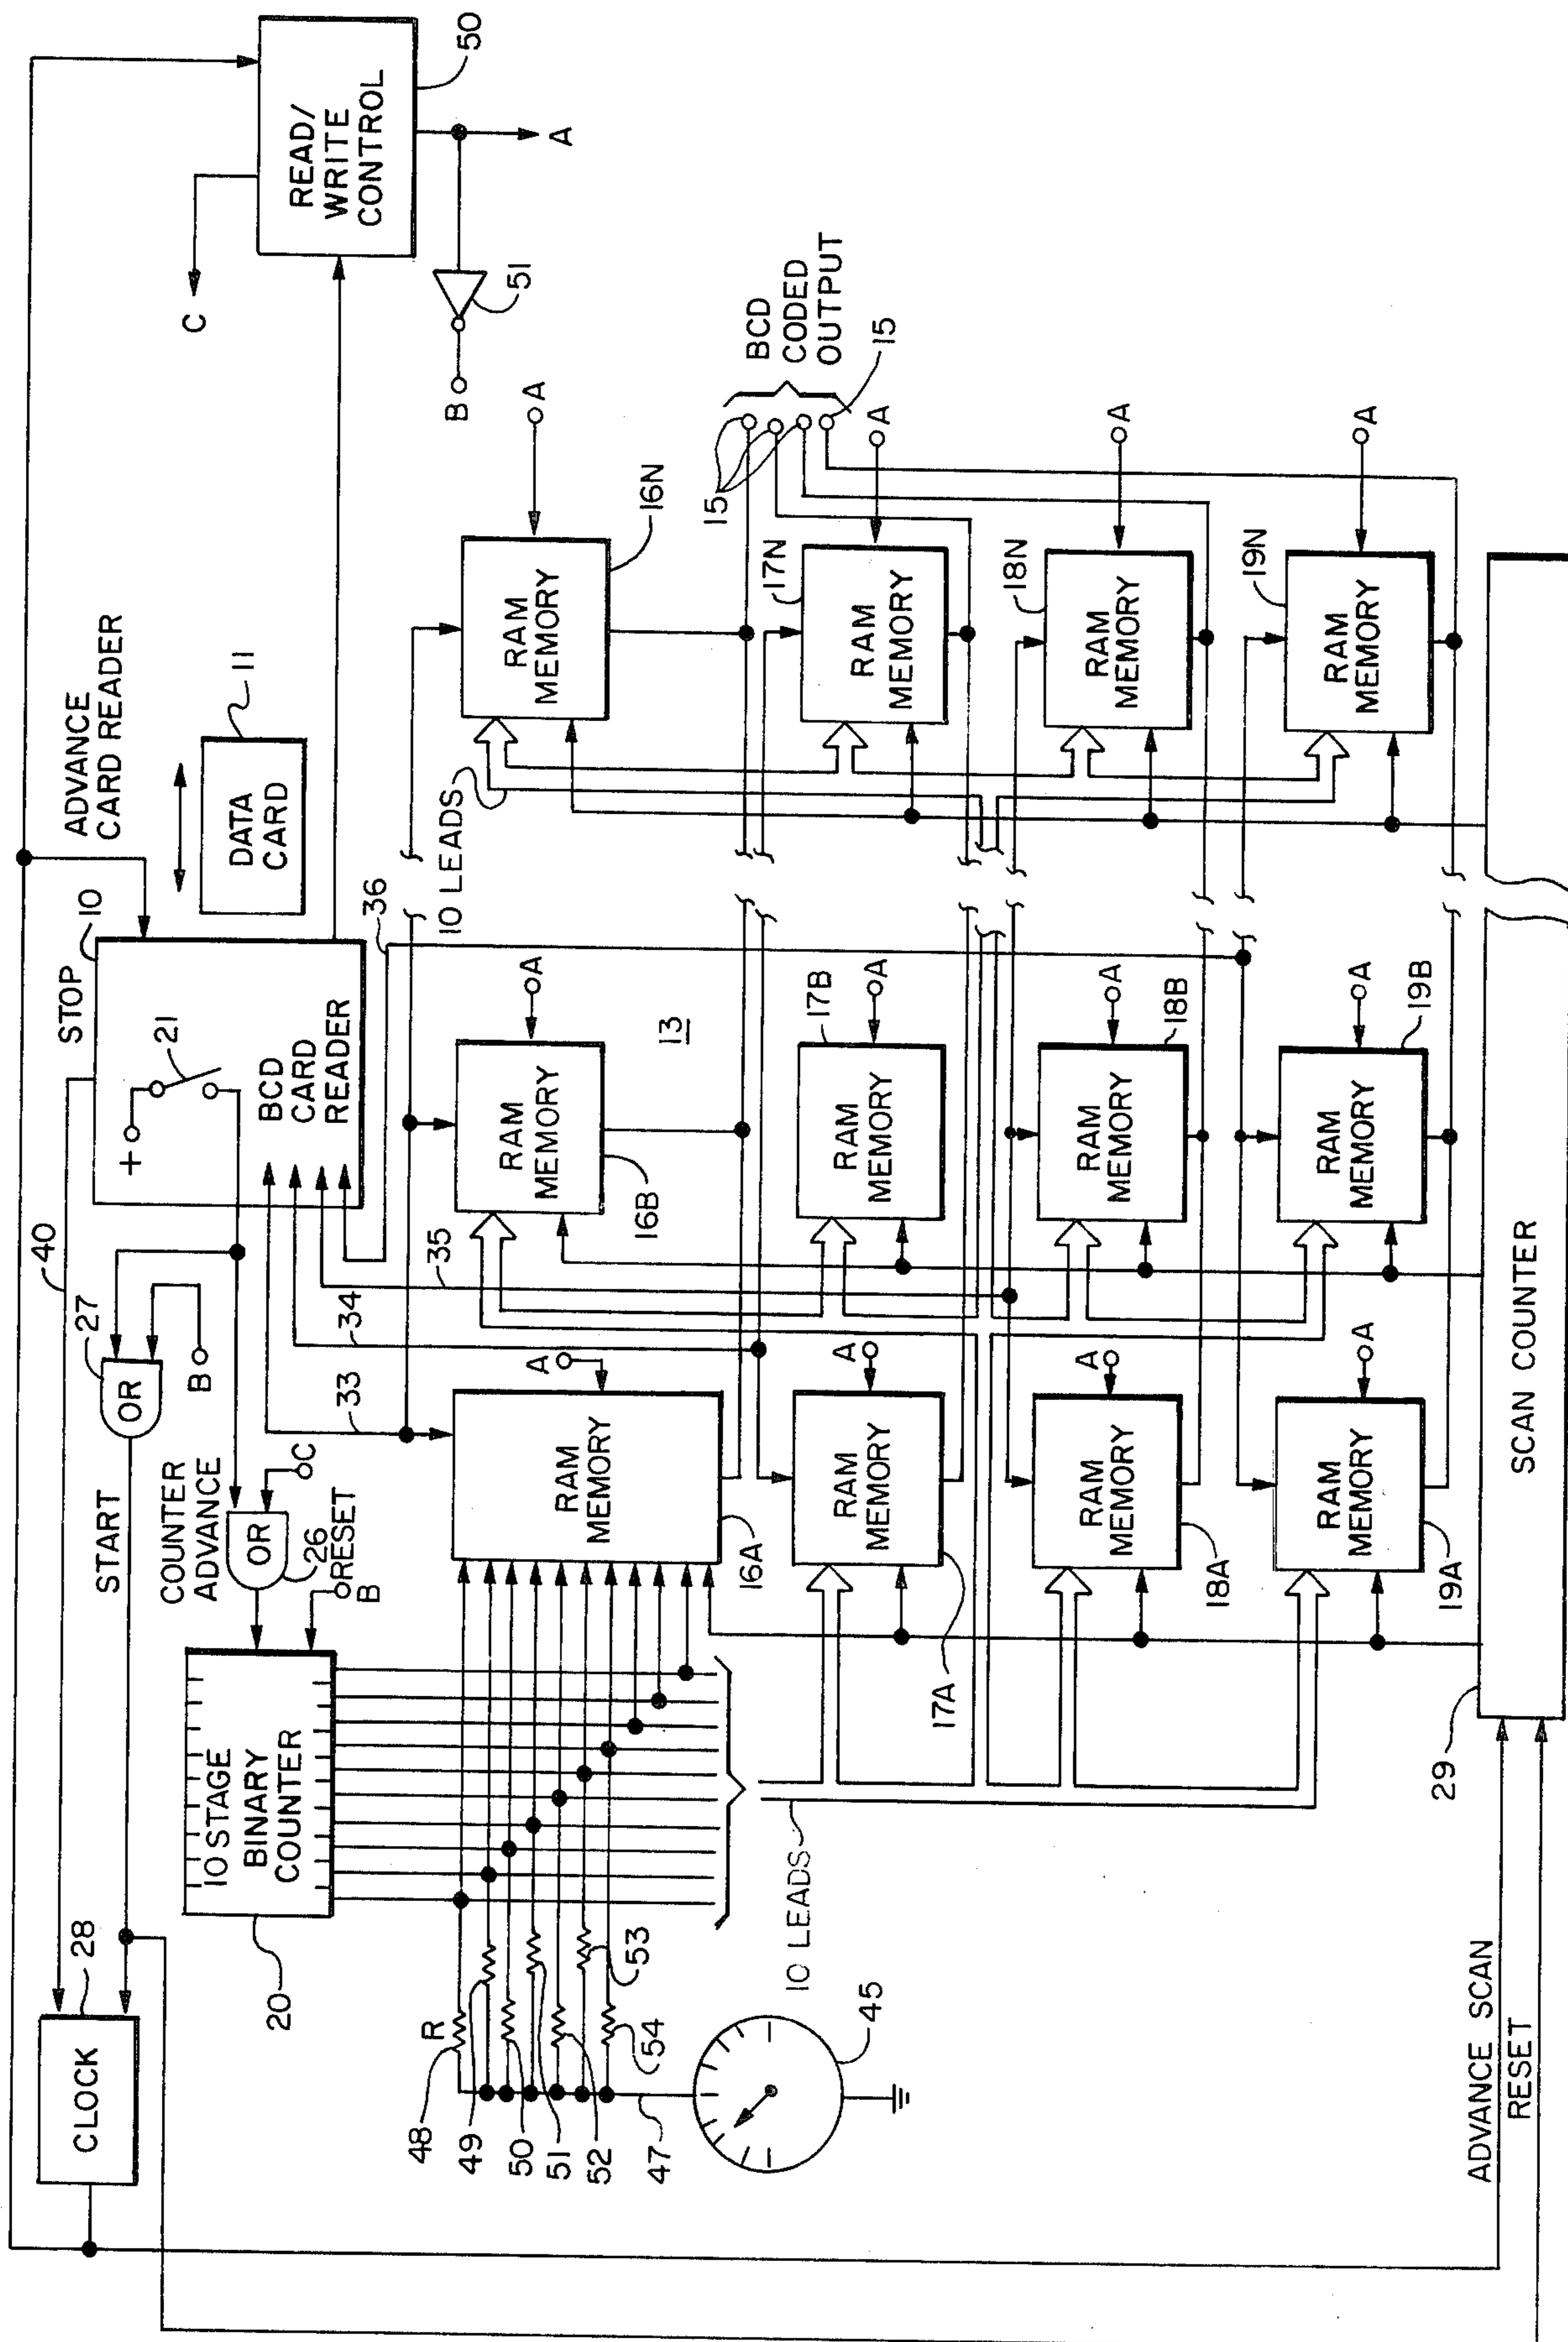 CLOCK
28
40
START
27
OR
B
STOP
10
+
21
BCD
CARD
READER
ADVANCE
CARD READER
DATA
CARD
11
READ/
WRITE
CONTROL
50
C
A
B
51
20
10 STAGE
BINARY
COUNTER
COUNTER
ADVANCE
OR
26
C
RESET
B
33
34
35
36
48
R
49
50
51
52
53
54
47
45
10 LEADS
RAM
MEMORY
16A
A
RAM
MEMORY
16B
A
13
10 LEADS
RAM
MEMORY
16N
A
15
BCD
CODED
OUTPUT
15
RAM
MEMORY
17A
A
RAM
MEMORY
17B
A
RAM
MEMORY
17N
A
RAM
MEMORY
18A
A
RAM
MEMORY
18B
A
RAM
MEMORY
18N
A
RAM
MEMORY
19A
A
RAM
MEMORY
19B
A
RAM
MEMORY
19N
A
29
SCAN COUNTER
ADVANCE SCAN
RESET